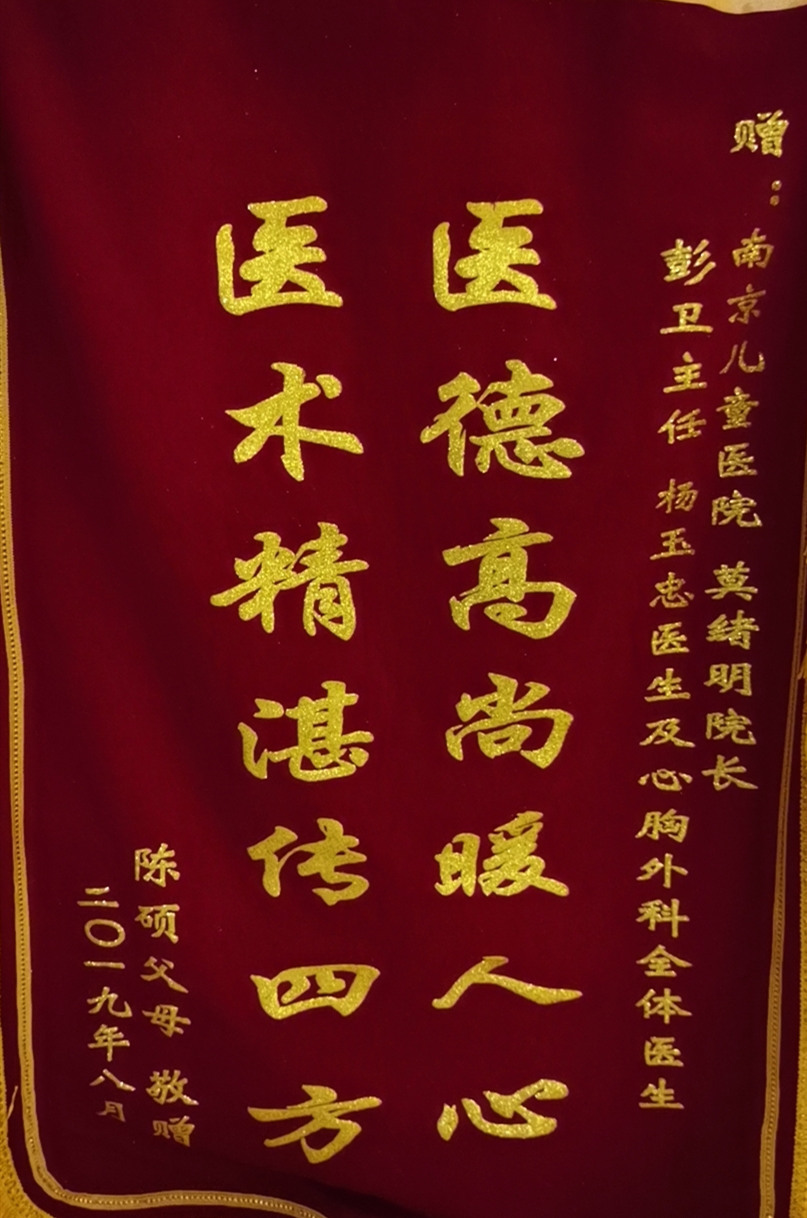 赠：
南京儿童医院 莫绪明院长
彭卫主任 杨玉忠医生及心胸外科全体医生
医德高尚暖人心
医术精湛传四方
陈硕父母 敬赠
二〇一九年八月